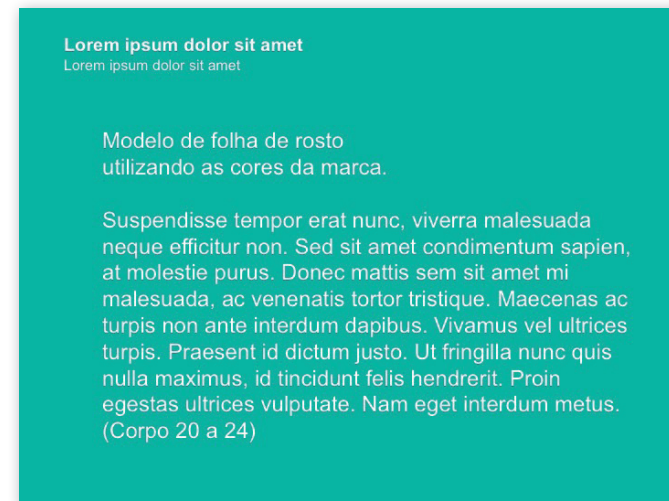 Lorem ipsum dolor sit amet
Lorem ipsum dolor sit amet
Modelo de folha de rosto
utilizando as cores da marca.
Suspendisse tempor erat nunc, viverra malesuada
neque efficitur non. Sed sit amet condimentum sapien,
at molestie purus. Donec mattis sem sit amet mi
malesuada, ac venenatis tortor tristique. Maecenas ac
turpis non ante interdum dapibus. Vivamus vel ultrices
turpis. Praesent id dictum justo. Ut fringilla nunc quis
nulla maximus, id tincidunt felis hendrerit. Proin
egestas ultrices vulputate. Nam eget interdum metus.
(Corpo 20 a 24)